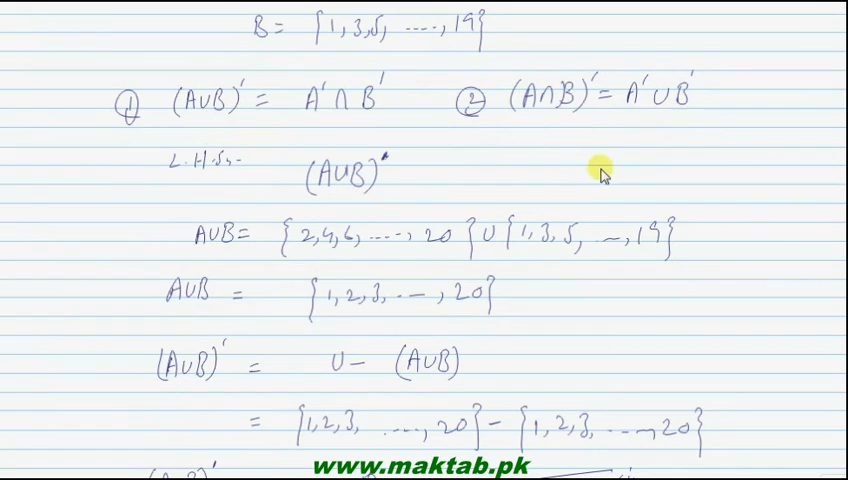 B = {1, 3, 5, ....., 19}
① (A∪B)' = A' ∩ B' ② (A∩B)' = A' ∪ B'
L.H.S:- (A∪B)'
A∪B = {2, 4, 6, ....., 20} ∪ {1, 3, 5, ..., 19}
A∪B = {1, 2, 3, ..., 20}
(A∪B)' = U - (A∪B)
= {1, 2, 3, ....., 20} - {1, 2, 3, ....., 20}
www.maktab.pk